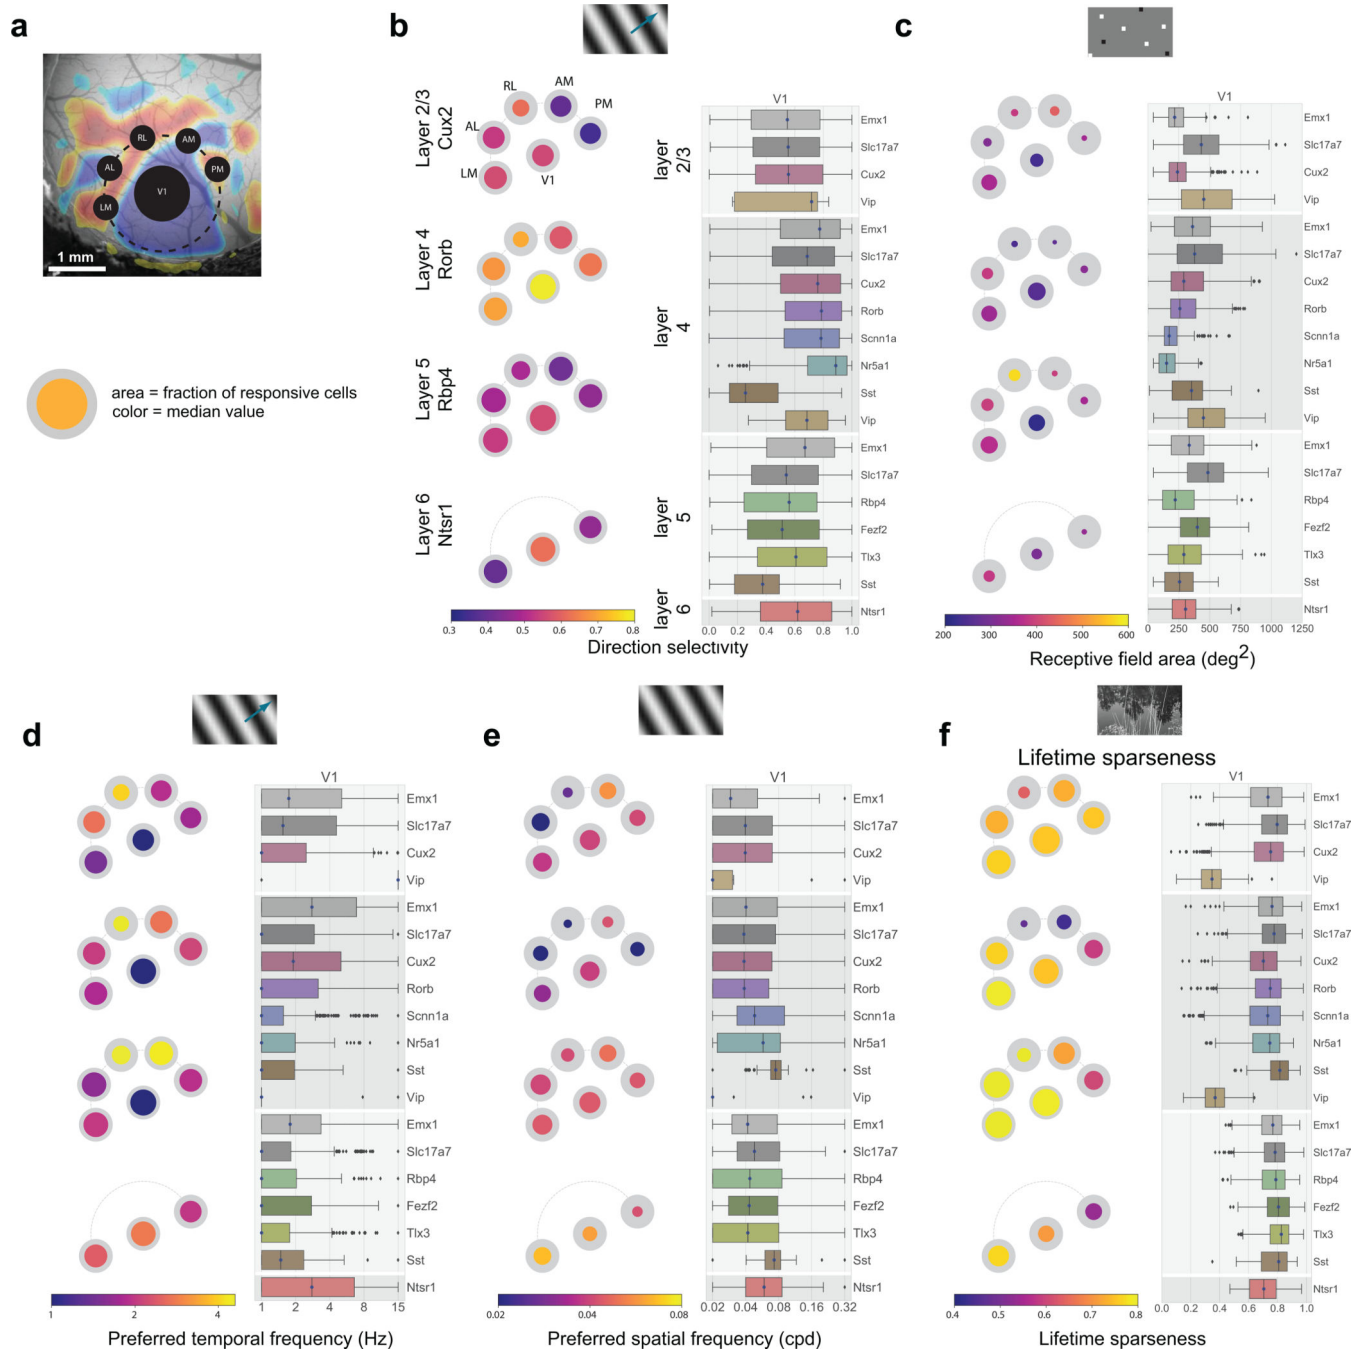 a
RL
AM
AL
PM
V1
LM
1 mm
area = fraction of responsive cells
color = median value
b
Layer 2/3
Cux2
RL
AM
PM
AL
LM
V1
Layer 4
Rorb
Layer 5
Rbp4
Layer 6
Ntsr1
0.3 0.4 0.5 0.6 0.7 0.8
V1
layer
2/3
Emx1
Slc17a7
Cux2
Vip
layer
4
Emx1
Slc17a7
Cux2
Rorb
Scnn1a
Nr5a1
Sst
Vip
layer
5
Emx1
Slc17a7
Rbp4
Fezf2
Tlx3
Sst
layer
6
Ntsr1
0.0 0.2 0.4 0.6 0.8 1.0
Direction selectivity
c
V1
Emx1
Slc17a7
Cux2
Vip
Emx1
Slc17a7
Cux2
Rorb
Scnn1a
Nr5a1
Sst
Vip
Emx1
Slc17a7
Rbp4
Fezf2
Tlx3
Sst
Ntsr1
200 300 400 500 600
0 250 500 750 1000 1250
Receptive field area (deg2)
d
V1
Emx1
Slc17a7
Cux2
Vip
Emx1
Slc17a7
Cux2
Rorb
Scnn1a
Nr5a1
Sst
Vip
Emx1
Slc17a7
Rbp4
Fezf2
Tlx3
Sst
Ntsr1
1 2 4
1 2 4 8 15
Preferred temporal frequency (Hz)
e
V1
Emx1
Slc17a7
Cux2
Vip
Emx1
Slc17a7
Cux2
Rorb
Scnn1a
Nr5a1
Sst
Vip
Emx1
Slc17a7
Rbp4
Fezf2
Tlx3
Sst
Ntsr1
0.02 0.04 0.08
0.02 0.04 0.08 0.16 0.32
Preferred spatial frequency (cpd)
f
Lifetime sparseness
V1
Emx1
Slc17a7
Cux2
Vip
Emx1
Slc17a7
Cux2
Rorb
Scnn1a
Nr5a1
Sst
Vip
Emx1
Slc17a7
Rbp4
Fezf2
Tlx3
Sst
Ntsr1
0.4 0.5 0.6 0.7 0.8
0.0 0.2 0.4 0.6 0.8 1.0
Lifetime sparseness